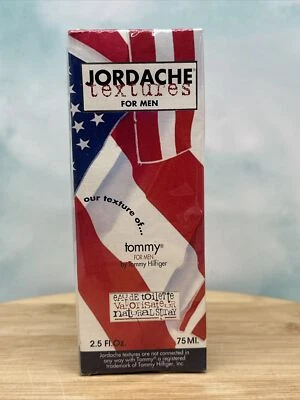 JORDACHE®
textures
FOR MEN
our texture of...
tommy®
FOR MEN
by Tommy Hilfiger
EAU DE toilette
vaporisateur
natural spray
2.5 Fl.Oz. 75 ML.
Jordache textures are not connected in
any way with Tommy® a registered
trademark of Tommy Hilfiger, Inc.